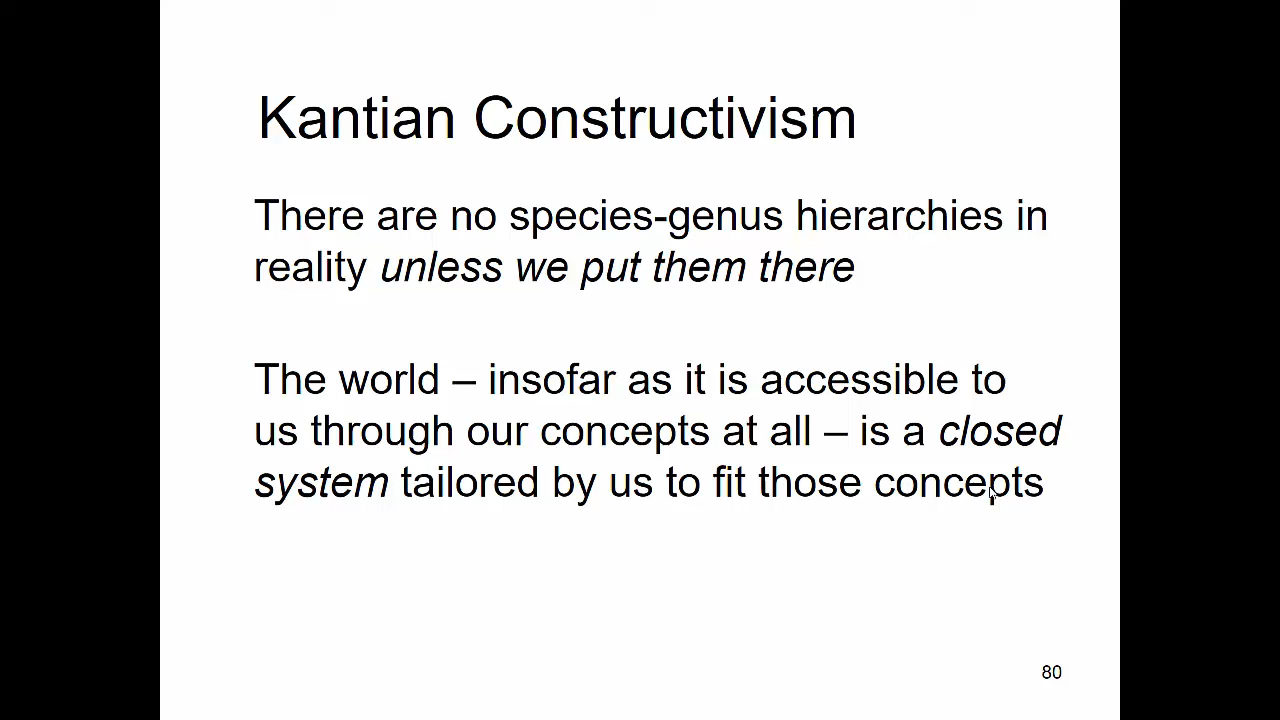 Kantian Constructivism
There are no species-genus hierarchies in
reality unless we put them there
The world – insofar as it is accessible to
us through our concepts at all – is a closed
system tailored by us to fit those concepts
80